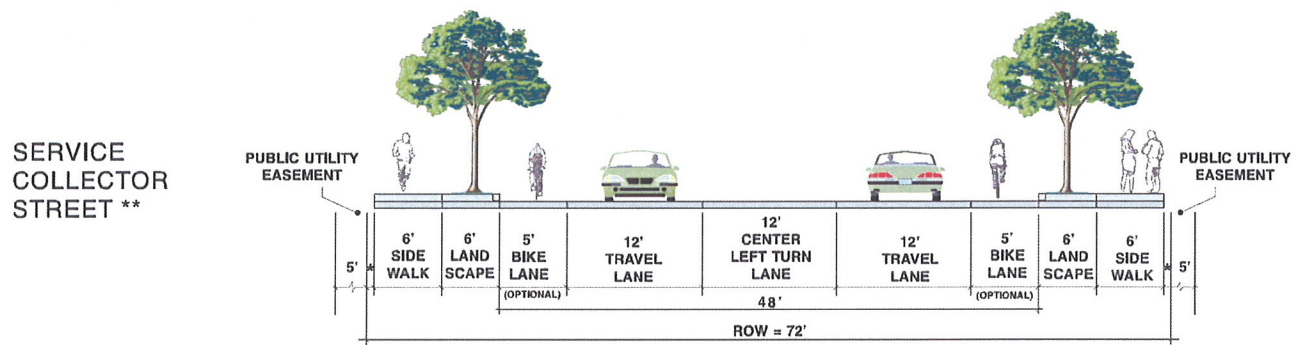 SERVICE
COLLECTOR
STREET **
PUBLIC UTILITY
EASEMENT
PUBLIC UTILITY
EASEMENT
5'
*
6'
SIDE
WALK
6'
LAND
SCAPE
5'
BIKE
LANE
(OPTIONAL)
12'
TRAVEL
LANE
12'
CENTER
LEFT TURN
LANE
12'
TRAVEL
LANE
5'
BIKE
LANE
(OPTIONAL)
6'
LAND
SCAPE
6'
SIDE
WALK
*
5'
48'
ROW = 72'